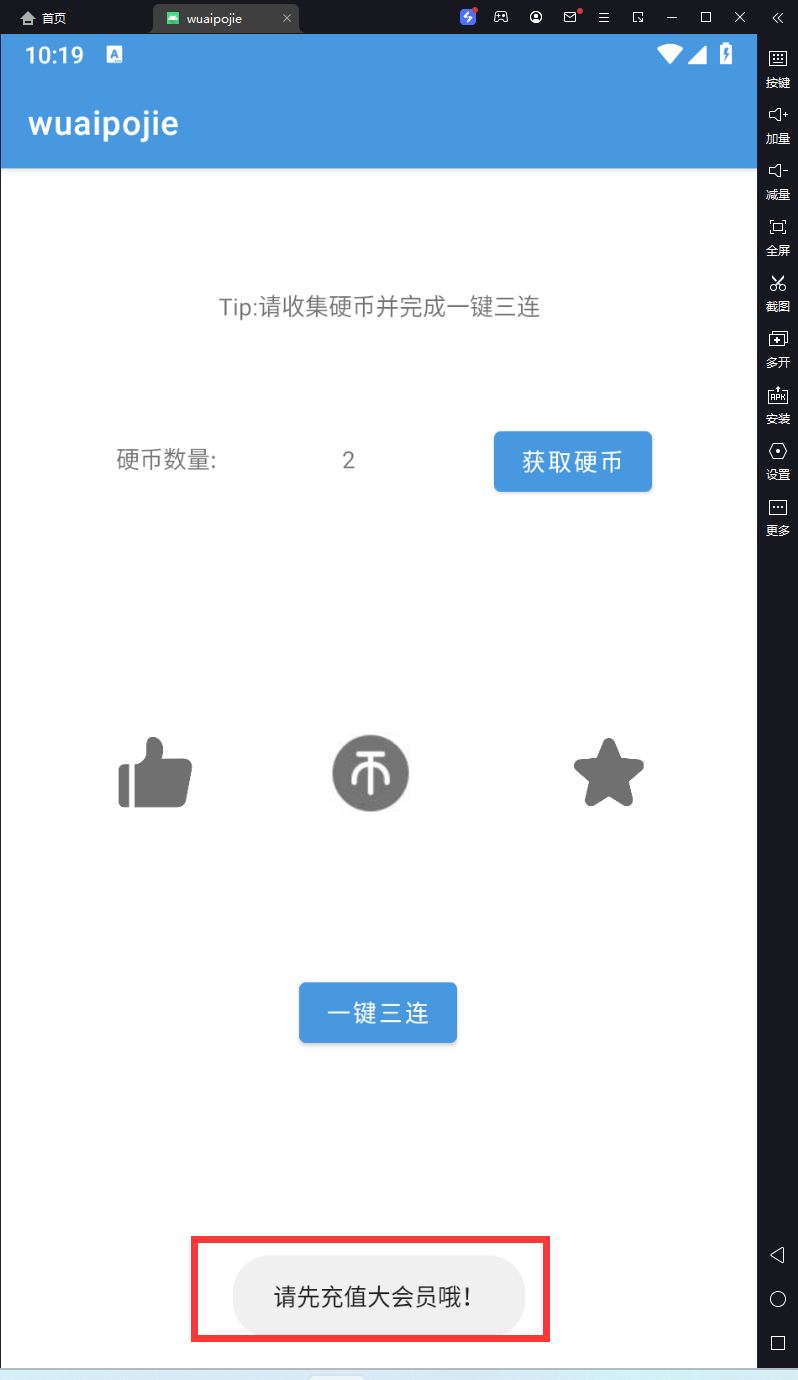 首页
wuaipojie
10:19
wuaipojie
Tip:请收集硬币并完成一键三连
硬币数量:
2
获取硬币
一键三连
请先充值大会员哦！
按键
加量
减量
全屏
截图
多开
APK
安装
设置
更多